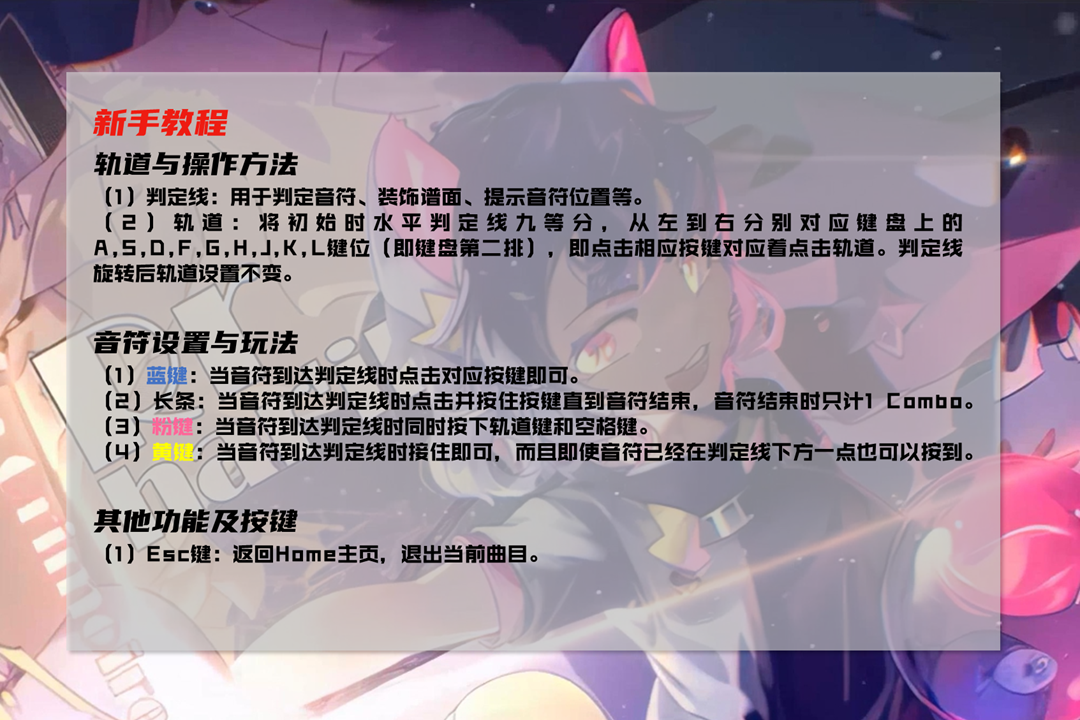 新手教程
轨道与操作方法
（1）判定线：用于判定音符、装饰谱面、提示音符位置等。
（2）轨道：将初始时水平判定线九等分，从左到右分别对应键盘上的
A,S,D,F,G,H,J,K,L键位（即键盘第二排），即点击相应按键对应着点击轨道。判定线
旋转后轨道设置不变。
音符设置与玩法
（1）蓝键：当音符到达判定线时点击对应按键即可。
（2）长条：当音符到达判定线时点击并按住按键直到音符结束，音符结束时只计1 Combo。
（3）粉键：当音符到达判定线时同时按下轨道键和空格键。
（4）黄键：当音符到达判定线时接住即可，而且即使音符已经在判定线下方一点也可以按到。
其他功能及按键
（1）Esc键：返回Home主页，退出当前曲目。